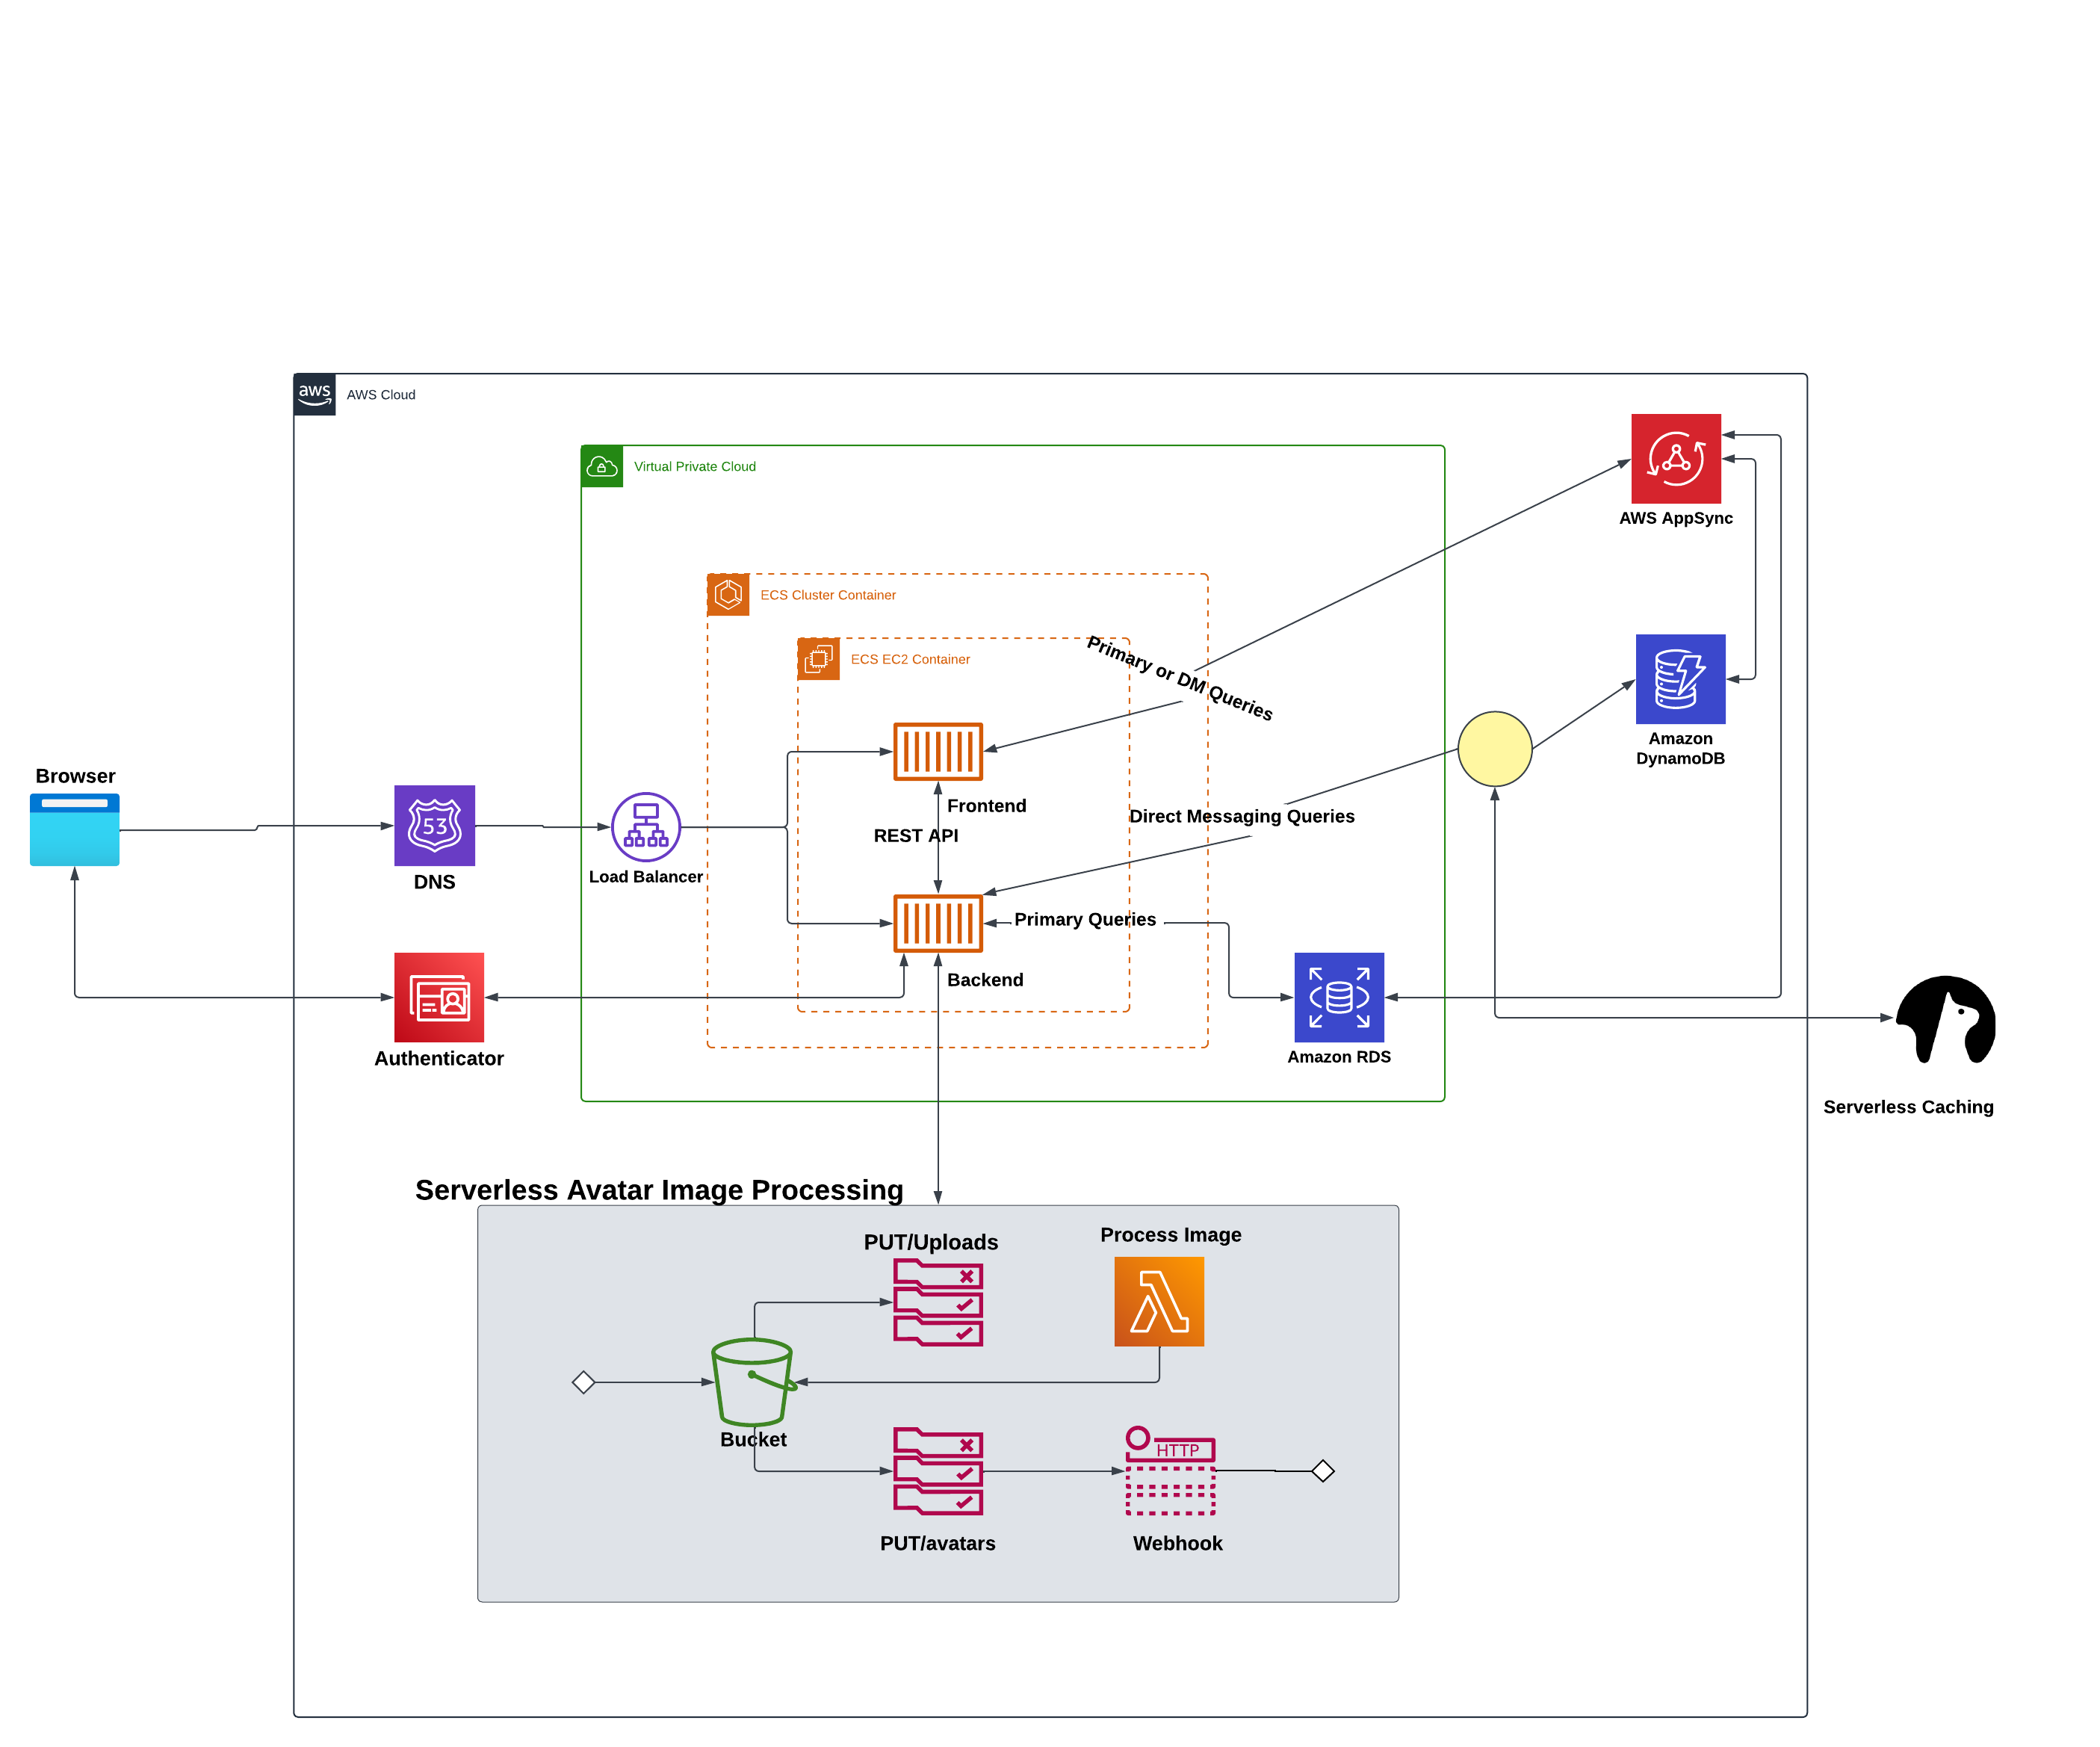 aws
AWS Cloud
Virtual Private Cloud
AWS AppSync
ECS Cluster Container
ECS EC2 Container
Primary or DM Queries
Amazon
DynamoDB
Browser
53
DNS
Load Balancer
Frontend
REST API
Direct Messaging Queries
Primary Queries
Backend
Authenticator
Amazon RDS
Serverless Caching
Serverless Avatar Image Processing
PUT/Uploads
Process Image
Bucket
HTTP
PUT/avatars
Webhook